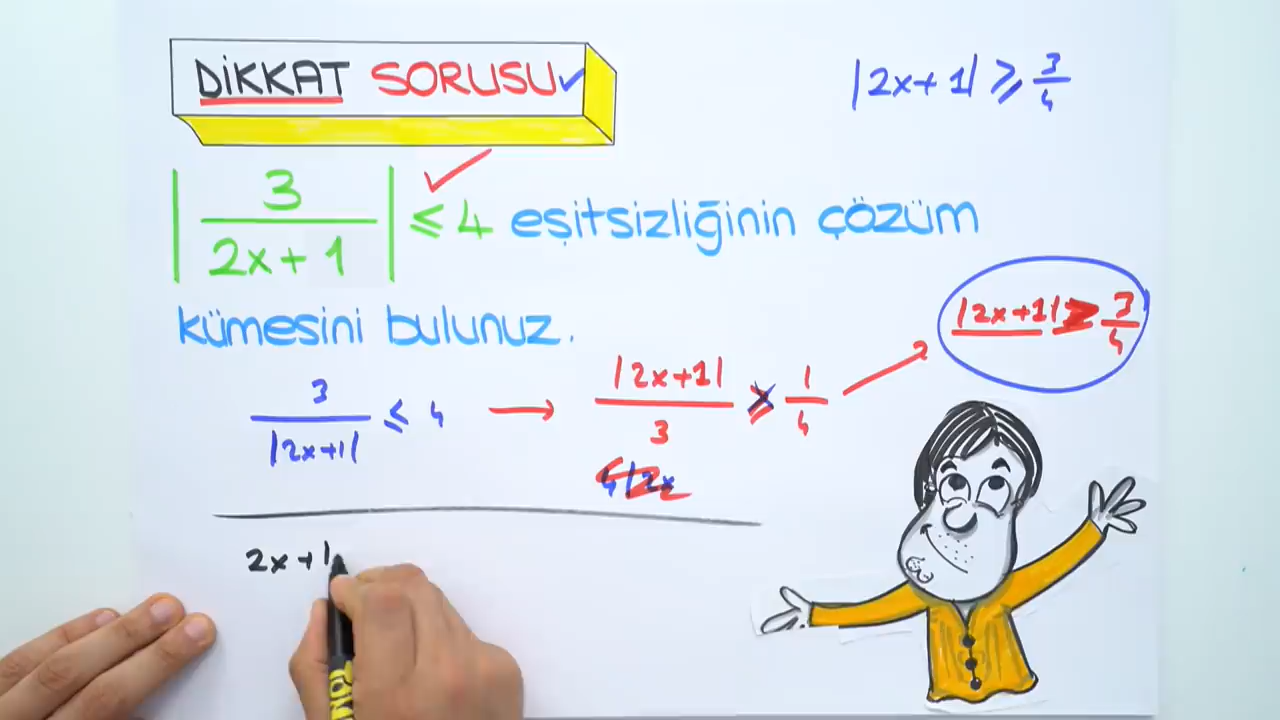 DİKKAT SORUSU
|2x+1| ⩾ 3/4
|3/(2x+1)| ≤ 4 eşitsizliğinin çözüm
kümesini bulunuz.
|2x+1| ≥ 3/4
3/|2x+1| ≤ 4 → |2x+1|/3 ⩾ 1/4
2x+1